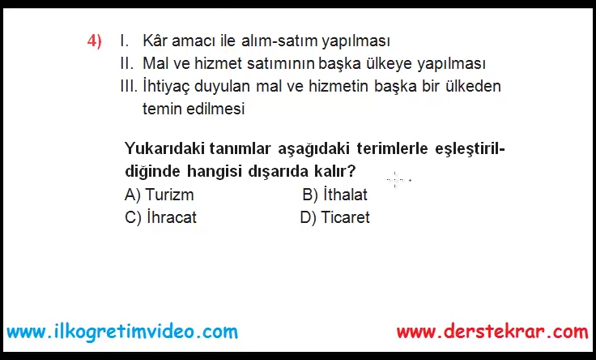 4) I. Kâr amacı ile alım-satım yapılması
II. Mal ve hizmet satımının başka ülkeye yapılması
III. İhtiyaç duyulan mal ve hizmetin başka bir ülkeden
temin edilmesi
Yukarıdaki tanımlar aşağıdaki terimlerle eşleştiril-
diğinde hangisi dışarıda kalır?
A) Turizm B) İthalat
C) İhracat D) Ticaret
www.ilkogretimvideo.com www.derstekrar.com